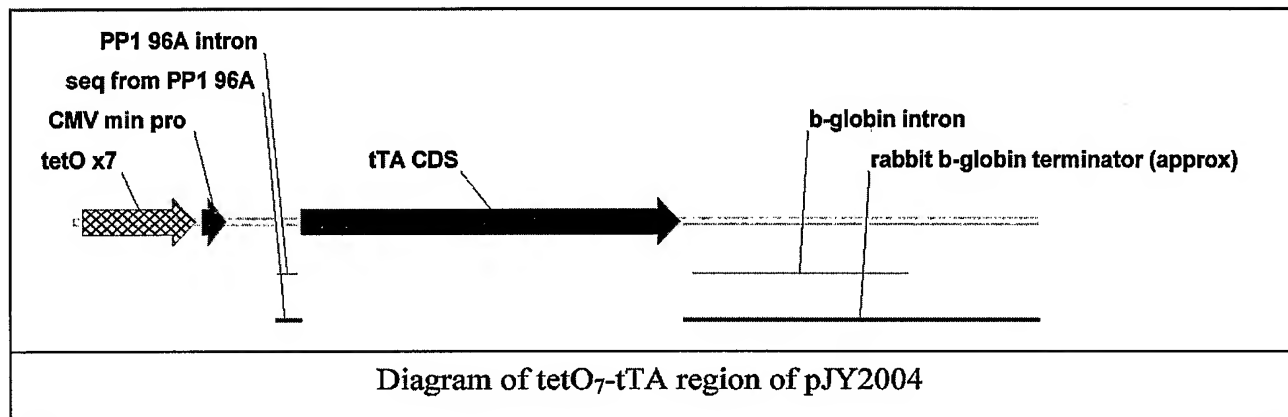 PP1 96A intron
seq from PP1 96A
CMV min pro
tetO x7
tTA CDS
b-globin intron
rabbit b-globin terminator (approx)
Diagram of tetO₇-tTA region of pJY2004